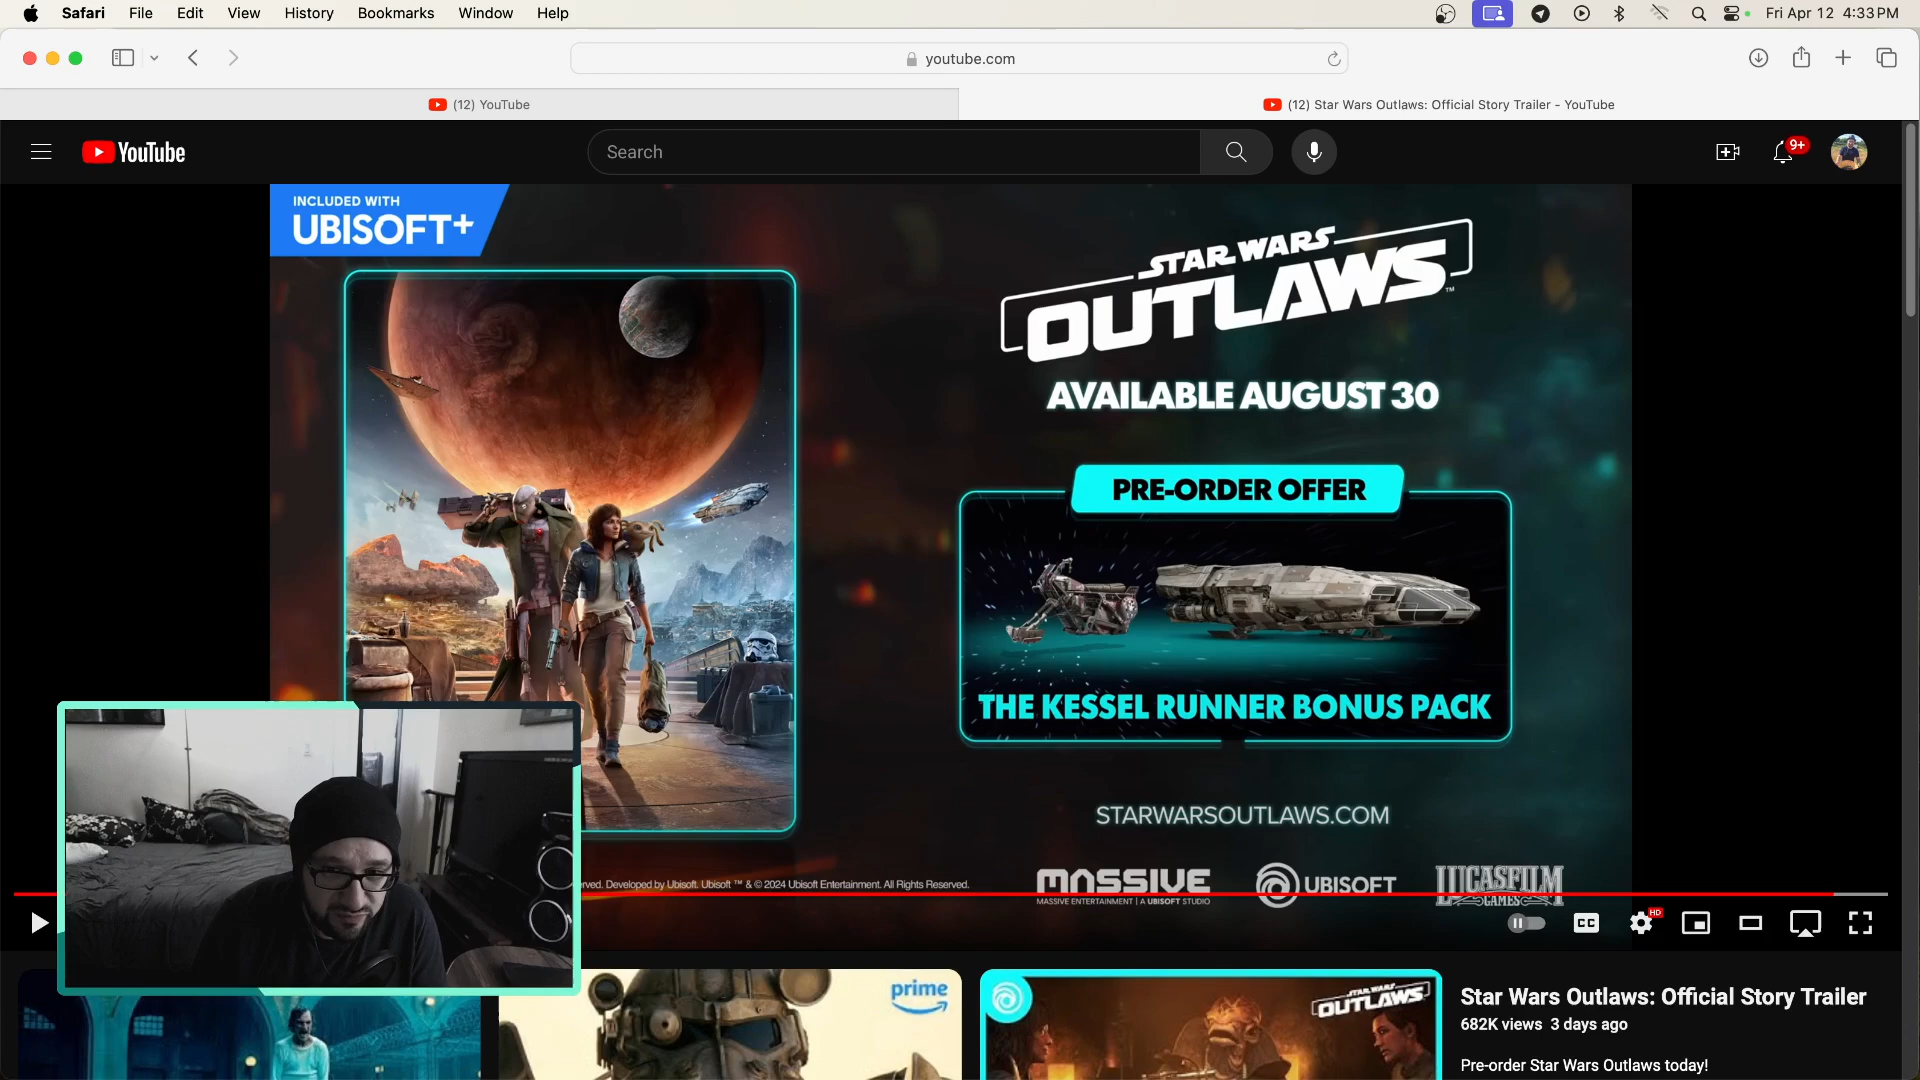 Safari File Edit View History Bookmarks Window Help
Fri Apr 12 4:33 PM
youtube.com
(12) YouTube
(12) Star Wars Outlaws: Official Story Trailer - YouTube
YouTube
Search
9+
INCLUDED WITH
UBISOFT+
STAR WARS
OUTLAWS™
AVAILABLE AUGUST 30
PRE-ORDER OFFER
THE KESSEL RUNNER BONUS PACK
STARWARSOUTLAWS.COM
rved. Developed by Ubisoft. Ubisoft ™ & © 2024 Ubisoft Entertainment. All Rights Reserved.
MASSIVE
MASSIVE ENTERTAINMENT | A UBISOFT STUDIO
UBISOFT
LUCASFILM
GAMES
CC
HD
prime
STAR WARS
OUTLAWS
Star Wars Outlaws: Official Story Trailer
682K views 3 days ago
Pre-order Star Wars Outlaws today!